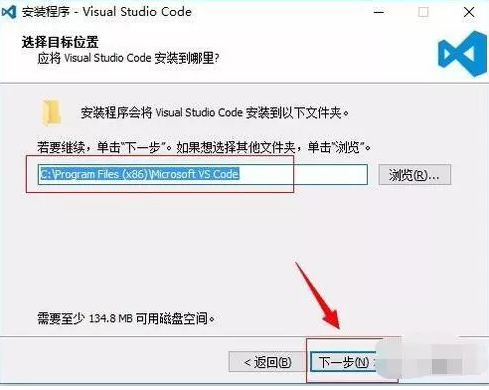 安装程序 - Visual Studio Code
选择目标位置
应将 Visual Studio Code 安装到哪里?
安装程序会将 Visual Studio Code 安装到以下文件夹。
若要继续，单击“下一步”。如果想选择其他文件夹，单击“浏览”。
C:\Program Files (x86)\Microsoft VS Code
浏览(R)...
需要至少 134.8 MB 可用磁盘空间。
< 返回(B)
下一步(N) >